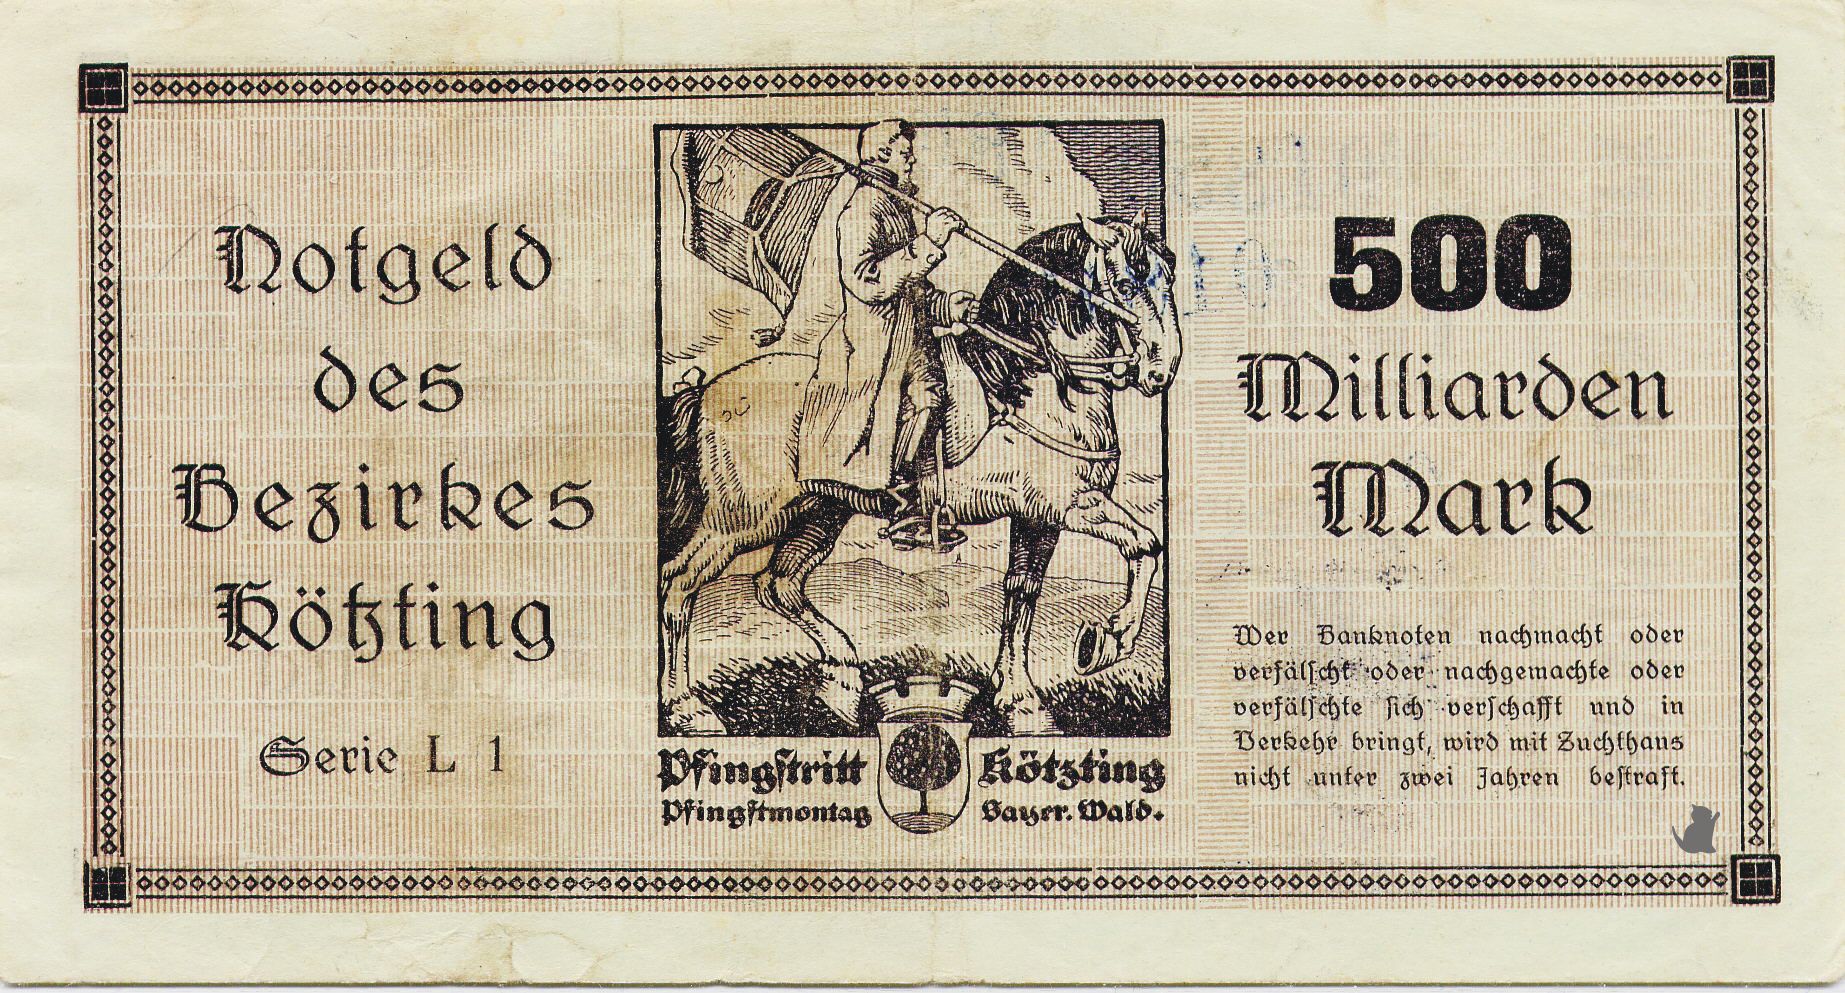 Notgeld
des
Bezirkes
Kötzting
Serie L 1
Pfingstritt Kötzting
Pfingstmontag Bayer. Wald.
500
Milliarden
Mark
Wer Banknoten nachmacht oder
verfälscht oder nachgemachte oder
verfälschte sich verschafft und in
Verkehr bringt, wird mit Zuchthaus
nicht unter zwei Jahren bestraft.